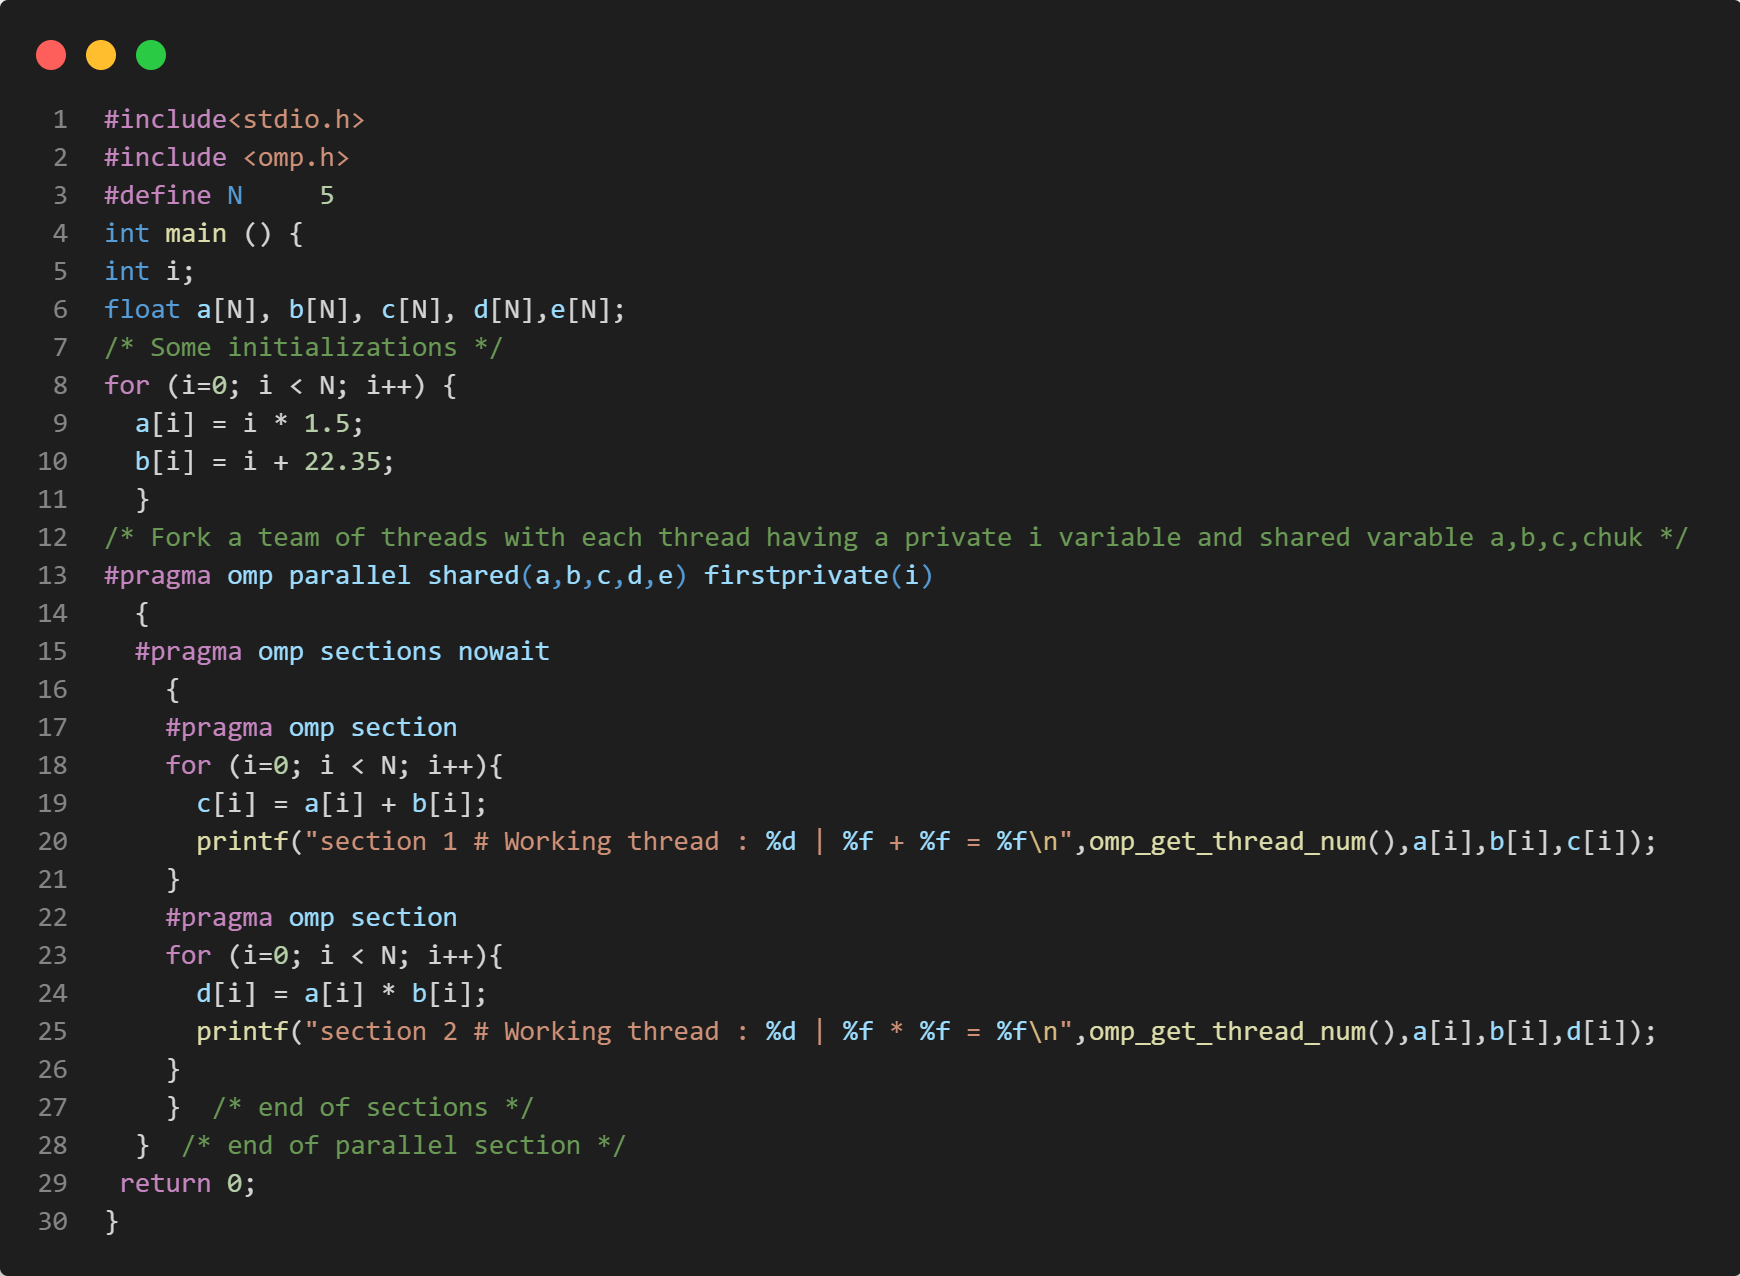 1 #include<stdio.h>
2 #include <omp.h>
3 #define N     5
4 int main () {
5 int i;
6 float a[N], b[N], c[N], d[N],e[N];
7 /* Some initializations */
8 for (i=0; i < N; i++) {
9   a[i] = i * 1.5;
10   b[i] = i + 22.35;
11   }
12 /* Fork a team of threads with each thread having a private i variable and shared varable a,b,c,chuk */
13 #pragma omp parallel shared(a,b,c,d,e) firstprivate(i)
14   {
15   #pragma omp sections nowait
16     {
17     #pragma omp section
18     for (i=0; i < N; i++){
19       c[i] = a[i] + b[i];
20       printf("section 1 # Working thread : %d | %f + %f = %f\n",omp_get_thread_num(),a[i],b[i],c[i]);
21     }
22     #pragma omp section
23     for (i=0; i < N; i++){
24       d[i] = a[i] * b[i];
25       printf("section 2 # Working thread : %d | %f * %f = %f\n",omp_get_thread_num(),a[i],b[i],d[i]);
26     }
27     }  /* end of sections */
28   }  /* end of parallel section */
29  return 0;
30 }